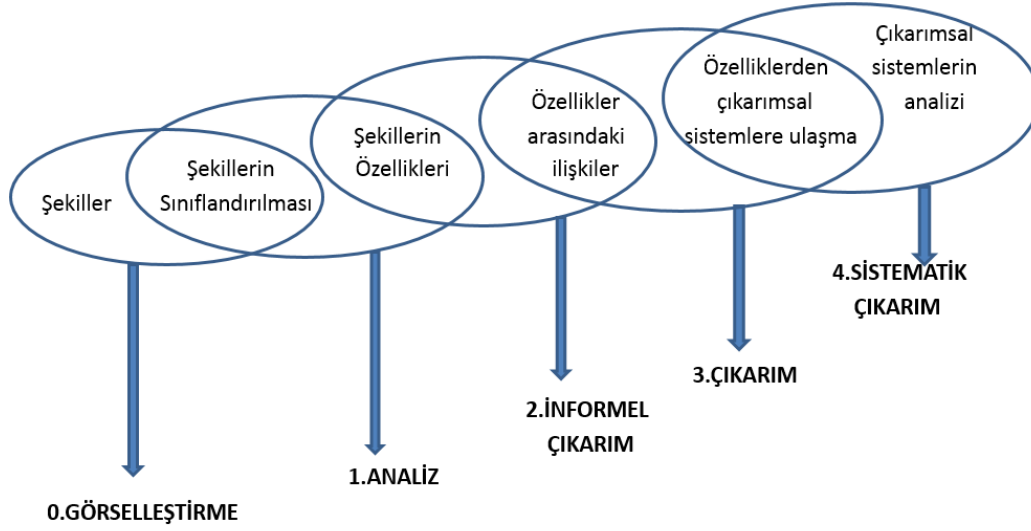 Şekiller
Şekillerin
Sınıflandırılması
Şekillerin
Özellikleri
Özellikler
arasındaki
ilişkiler
Özelliklerden
çıkarımsal
sistemlere ulaşma
Çıkarımsal
sistemlerin
analizi
0.GÖRSELLEŞTİRME
1.ANALİZ
2.İNFORMEL
ÇIKARIM
3.ÇIKARIM
4.SİSTEMATİK
ÇIKARIM